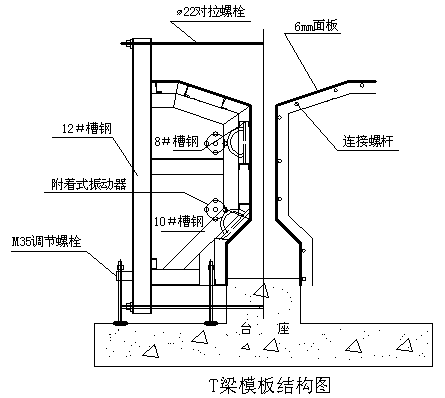 ø22对拉螺栓
6mm面板
12#槽钢
8#槽钢
连接螺杆
附着式振动器
10#槽钢
M35调节螺栓
台 座
T梁模板结构图